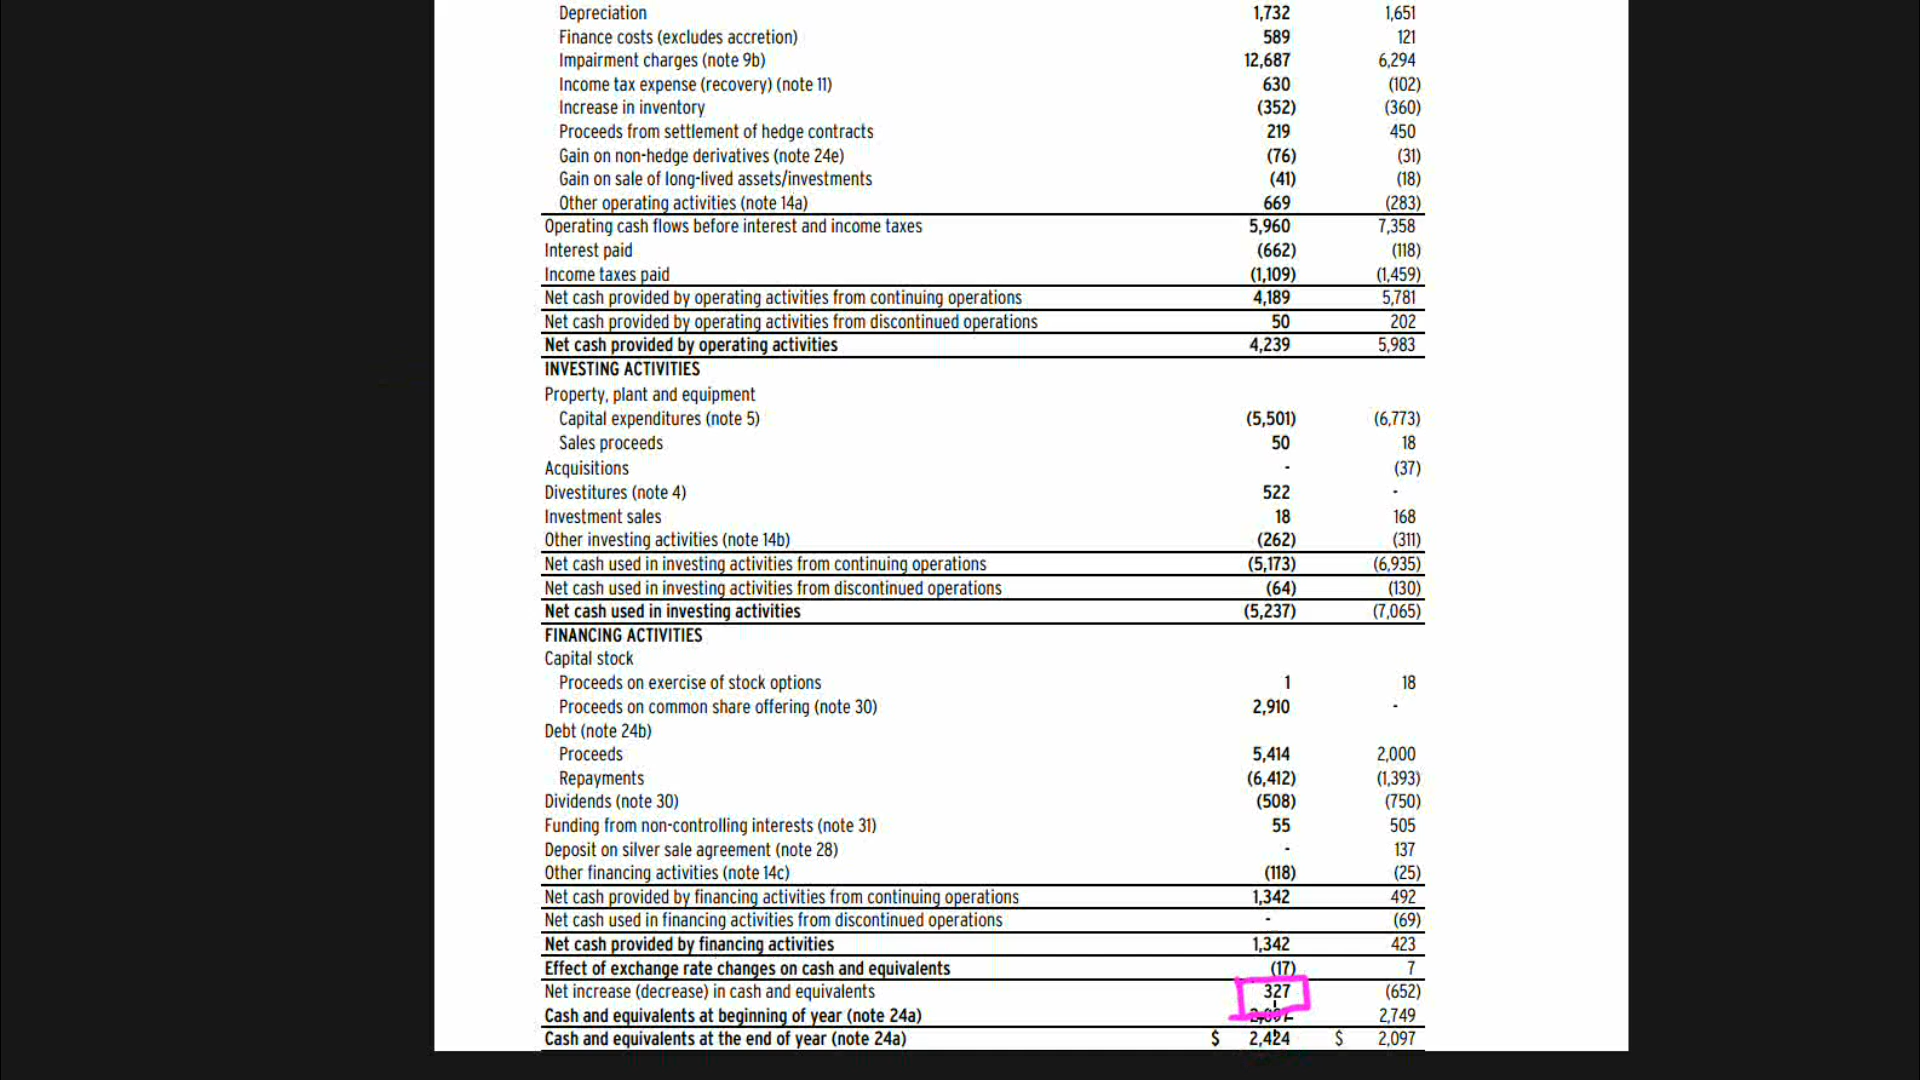 Depreciation 1,732 1,651
Finance costs (excludes accretion) 589 121
Impairment charges (note 9b) 12,687 6,294
Income tax expense (recovery) (note 11) 630 (102)
Increase in inventory (352) (360)
Proceeds from settlement of hedge contracts 219 450
Gain on non-hedge derivatives (note 24e) (76) (31)
Gain on sale of long-lived assets/investments (41) (18)
Other operating activities (note 14a) 669 (283)
Operating cash flows before interest and income taxes 5,960 7,358
Interest paid (662) (118)
Income taxes paid (1,109) (1,459)
Net cash provided by operating activities from continuing operations 4,189 5,781
Net cash provided by operating activities from discontinued operations 50 202
Net cash provided by operating activities 4,239 5,983
INVESTING ACTIVITIES
Property, plant and equipment
Capital expenditures (note 5) (5,501) (6,773)
Sales proceeds 50 18
Acquisitions - (37)
Divestitures (note 4) 522 -
Investment sales 18 168
Other investing activities (note 14b) (262) (311)
Net cash used in investing activities from continuing operations (5,173) (6,935)
Net cash used in investing activities from discontinued operations (64) (130)
Net cash used in investing activities (5,237) (7,065)
FINANCING ACTIVITIES
Capital stock
Proceeds on exercise of stock options 1 18
Proceeds on common share offering (note 30) 2,910 -
Debt (note 24b)
Proceeds 5,414 2,000
Repayments (6,412) (1,393)
Dividends (note 30) (508) (750)
Funding from non-controlling interests (note 31) 55 505
Deposit on silver sale agreement (note 28) - 137
Other financing activities (note 14c) (118) (25)
Net cash provided by financing activities from continuing operations 1,342 492
Net cash used in financing activities from discontinued operations - (69)
Net cash provided by financing activities 1,342 423
Effect of exchange rate changes on cash and equivalents (17) 7
Net increase (decrease) in cash and equivalents 327 (652)
Cash and equivalents at beginning of year (note 24a) 2,749
Cash and equivalents at the end of year (note 24a) $ 2,424 $ 2,097